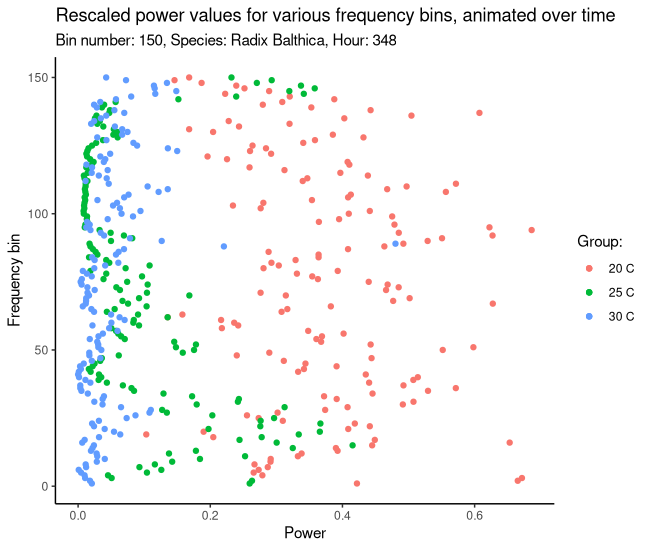 Rescaled power values for various frequency bins, animated over time
Bin number: 150, Species: Radix Balthica, Hour: 348
150
100
50
0
Frequency bin
0.0 0.2 0.4 0.6
Power
Group:
20 C
25 C
30 C